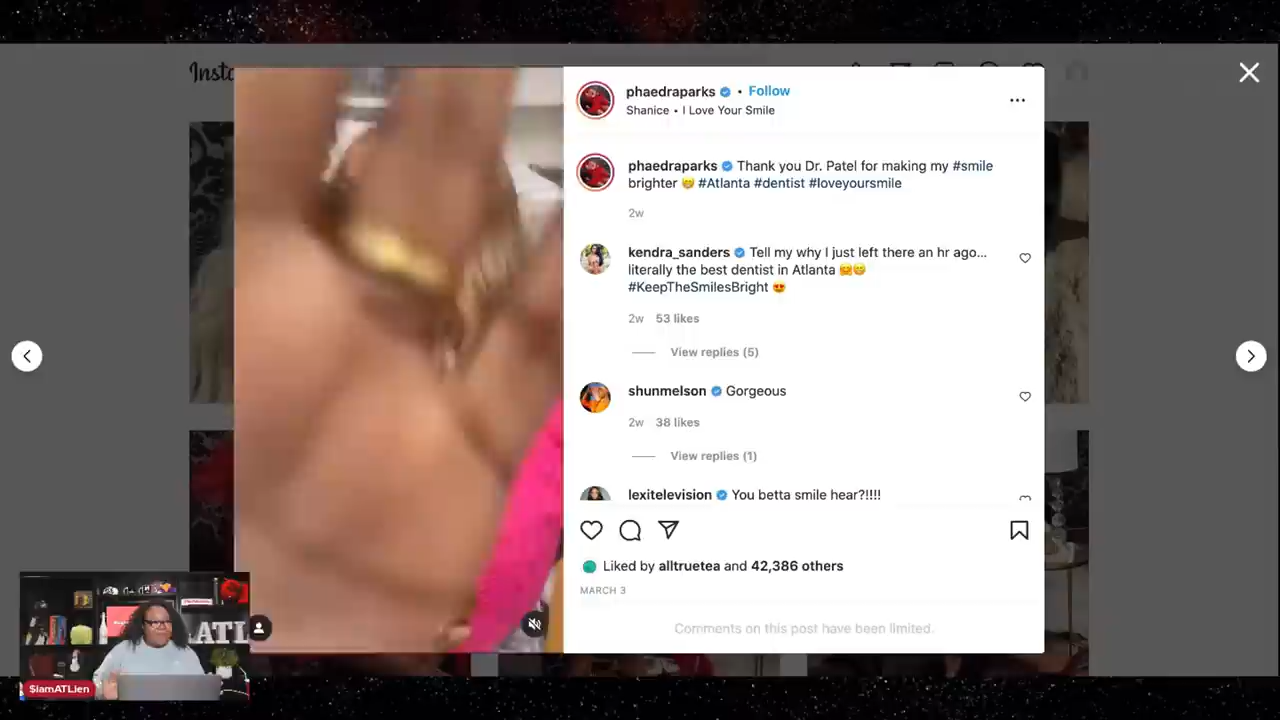 Insta
phaedraparks • Follow
Shanice • I Love Your Smile
phaedraparks Thank you Dr. Patel for making my #smile
brighter 😁 #Atlanta #dentist #loveyoursmile
2w
kendra_sanders Tell my why I just left there an hr ago...
literally the best dentist in Atlanta 🤗😁
#KeepTheSmilesBright 😍
2w 53 likes
View replies (5)
shunmelson Gorgeous
2w 38 likes
View replies (1)
lexitelevision You betta smile hear?!!!!
Liked by alltruetea and 42,386 others
MARCH 3
Comments on this post have been limited.
ATL
$iamATLien